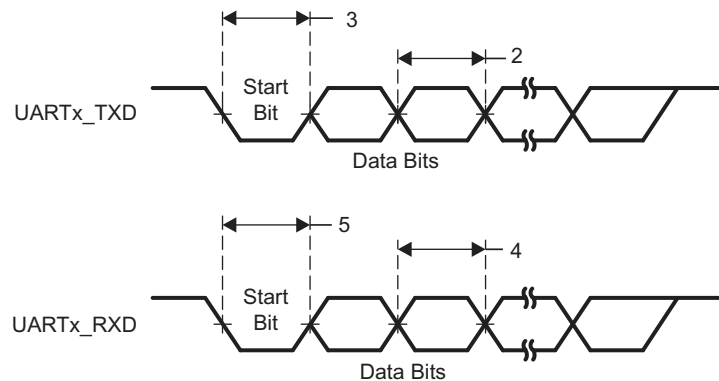 3
2
Start
Bit
UARTx_TXD
Data Bits
5
4
Start
Bit
UARTx_RXD
Data Bits